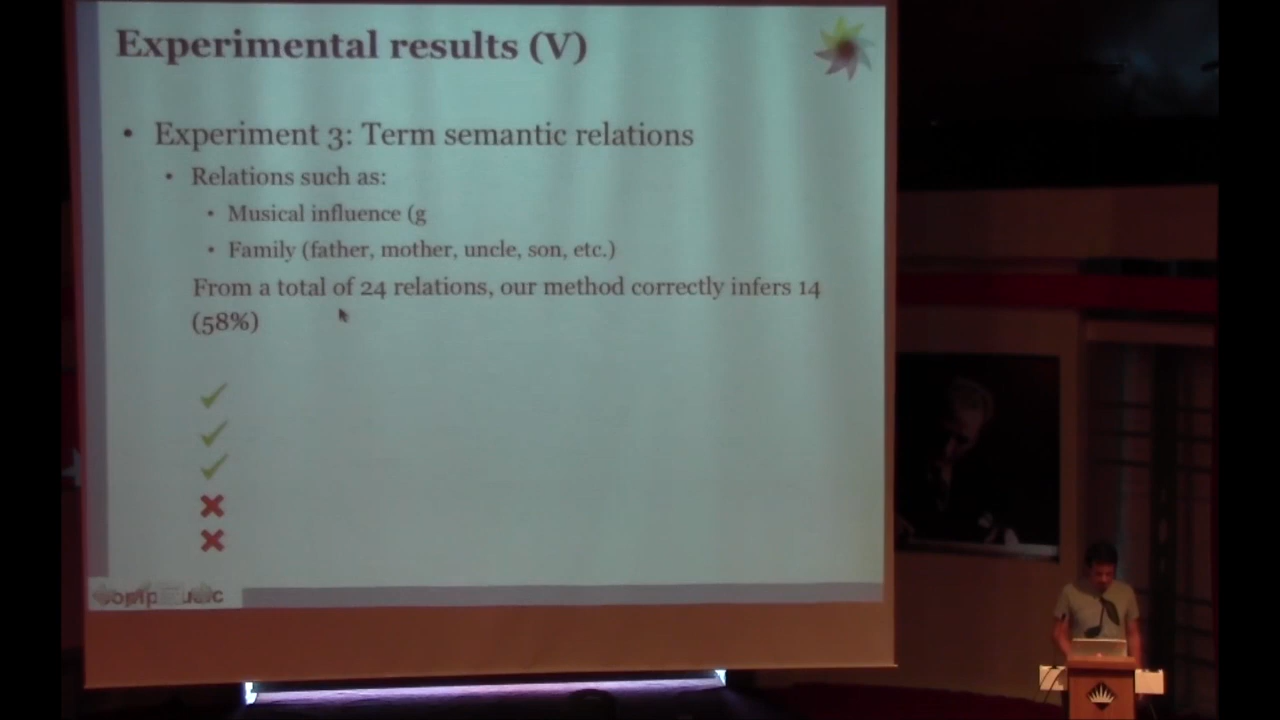 Experimental results (V)
• Experiment 3: Term semantic relations
• Relations such as:
• Musical influence (g
• Family (father, mother, uncle, son, etc.)
From a total of 24 relations, our method correctly infers 14
(58%)